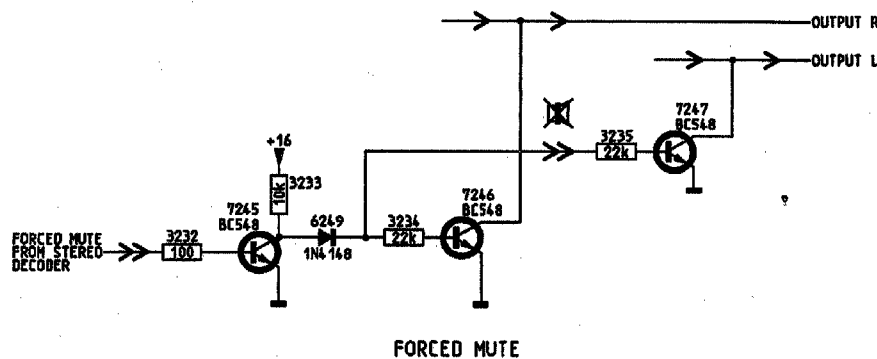 OUTPUT R
OUTPUT L
7247
BC548
3235
22k
+16
3233
10k
7246
BC548
7245
BC548
6249
3234
22k
1N4148
3232
100
FORCED MUTE
FROM STEREO
DECODER
FORCED MUTE